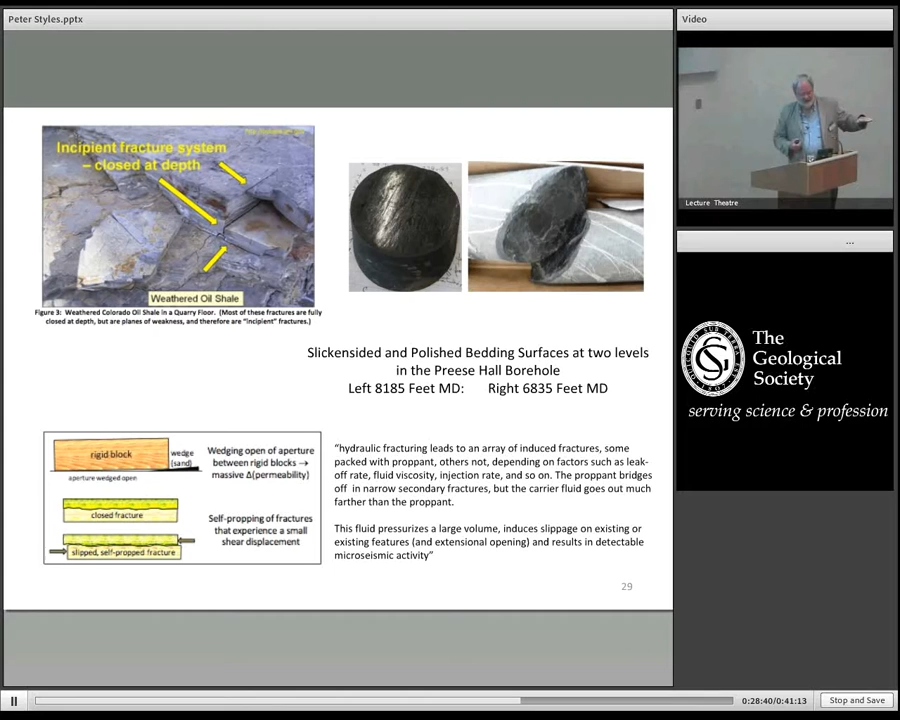 Peter Styles.pptx
Video
Incipient fracture system
– closed at depth
Weathered Oil Shale
Figure 3: Weathered Colorado Oil Shale in a Quarry Floor. (Most of these fractures are fully
closed at depth, but are planes of weakness, and therefore are "incipient" fractures.)
Slickensided and Polished Bedding Surfaces at two levels
in the Preese Hall Borehole
Left 8185 Feet MD: Right 6835 Feet MD
rigid block
wedge
(sand)
aperture wedged open
Wedging open of aperture
between rigid blocks →
massive Δ(permeability)
closed fracture
Self-propping of fractures
that experience a small
shear displacement
slipped, self-propped fracture
“hydraulic fracturing leads to an array of induced fractures, some
packed with proppant, others not, depending on factors such as leak-
off rate, fluid viscosity, injection rate, and so on. The proppant bridges
off in narrow secondary fractures, but the carrier fluid goes out much
farther than the proppant.
This fluid pressurizes a large volume, induces slippage on existing or
existing features (and extensional opening) and results in detectable
microseismic activity”
29
Lecture Theatre
...
The
Geological
Society
serving science & profession
0:28:40/0:41:13
Stop and Save